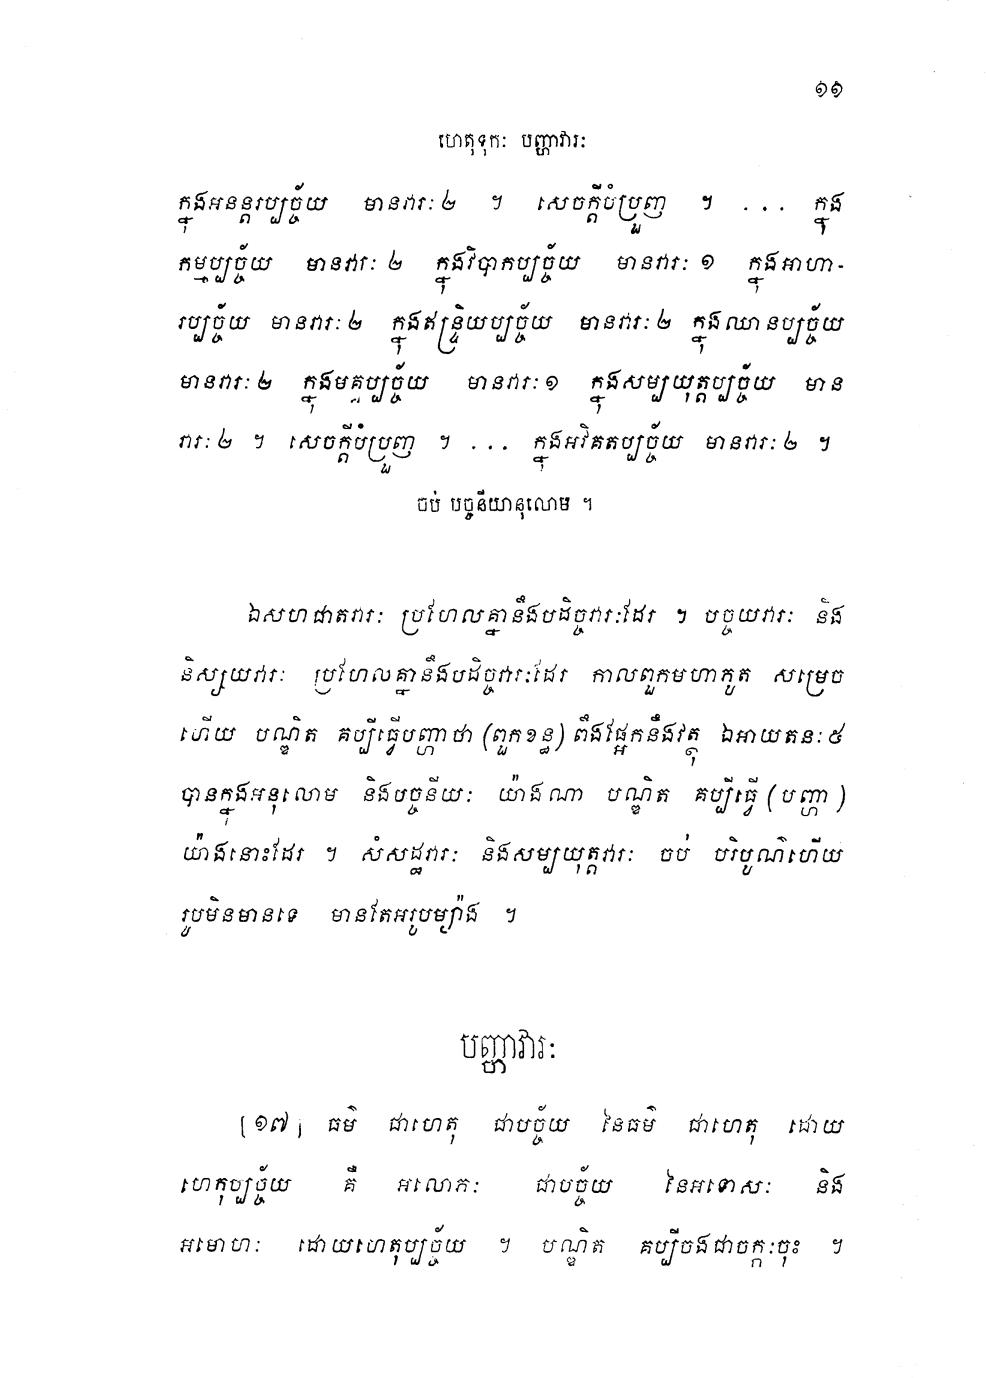 ១១
ហេតុទុកៈ បញ្ហាវារៈ
ក្នុងអនន្តរប្បច្ច័យ មានវារៈ ២ ។ សេចក្តីបំប្រួញ ។ ... ក្នុង
កម្មប្បច្ច័យ មានវារៈ ២ ក្នុងវិបាកប្បច្ច័យ មានវារៈ ១ ក្នុងអាហា-
រប្បច្ច័យ មានវារៈ ២ ក្នុងឥន្ទ្រិយប្បច្ច័យ មានវារៈ ២ ក្នុងឈានប្បច្ច័យ
មានវារៈ ២ ក្នុងមគ្គប្បច្ច័យ មានវារៈ ១ ក្នុងសម្បយុត្តប្បច្ច័យ មាន
វារៈ ២ ។ សេចក្តីបំប្រួញ ។ ... ក្នុងអវិគតប្បច្ច័យ មានវារៈ ២ ។
ចប់ បច្ចនីយានុលោម ។
ឯសហជាតវារៈ ប្រហែលគ្នានឹងបដិច្ចវារៈដែរ ។ បច្ចយវារៈ និង
និស្សយវារៈ ប្រហែលគ្នានឹងបដិច្ចវារៈដែរ កាលពួកមហាភូត សម្រេច
ហើយ បណ្ឌិត គប្បីធ្វើបញ្ហាថា (ពួកខន្ធ) ពឹងផ្អែកនឹងវត្ថុ ឯអាយតនៈ ៥
បានក្នុងអនុលោម និងបច្ចនីយៈ យ៉ាងណា បណ្ឌិត គប្បីធ្វើ (បញ្ហា)
យ៉ាងនោះដែរ ។ សំសដ្ឋវារៈ និងសម្បយុត្តវារៈ ចប់ បរិបូណ៌ហើយ
រូបមិនមានទេ មានតែអរូបម្យ៉ាង ។
បញ្ហាវារៈ
[១៧] ធម៌ ជាហេតុ ជាបច្ច័យ នៃធម៌ ជាហេតុ ដោយ
ហេតុប្បច្ច័យ គឺ អលោភៈ ជាបច្ច័យ នៃអទោសៈ និង
អមោហៈ ដោយហេតុប្បច្ច័យ ។ បណ្ឌិត គប្បីចងជាចក្កៈចុះ ។